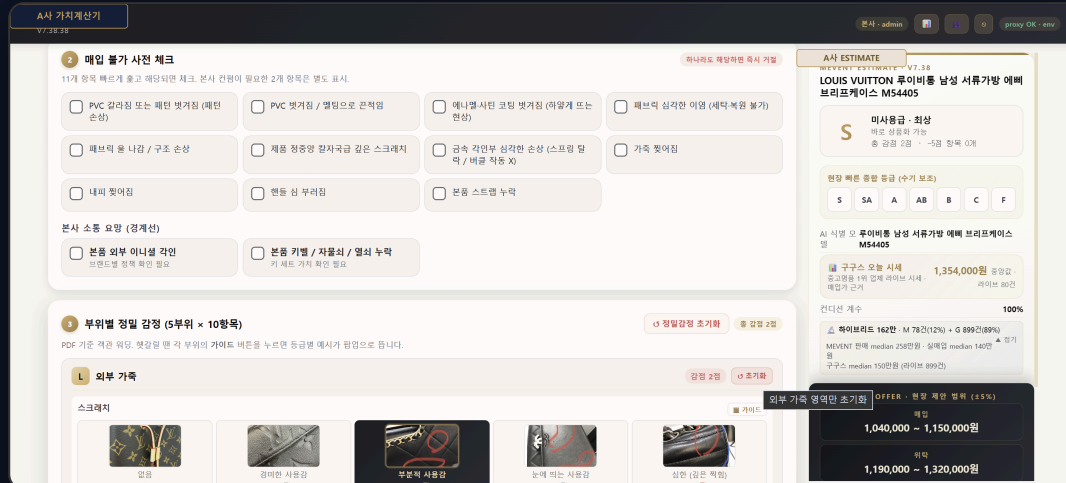 A사 가치계산기
V7.38.38
본사 · admin
proxy OK · env
2 매입 불가 사전 체크
하나라도 해당하면 즉시 거절
11개 항목 빠르게 훑고 해당되면 체크. 본사 컨펌이 필요한 2개 항목은 별도 표시.
PVC 갈라짐 또는 패턴 벗겨짐 (패턴 손상)
PVC 벗겨짐 / 멜팅으로 끈적임
에나멜·사틴 코팅 벗겨짐 (하얗게 뜨는 현상)
패브릭 심각한 이염 (세탁·복원 불가)
패브릭 올 나감 / 구조 손상
제품 정중앙 칼자국급 깊은 스크래치
금속 각인부 심각한 손상 (스프링 탈락 / 버클 작동 X)
가죽 찢어짐
내피 찢어짐
핸들 심 부러짐
본품 스트랩 누락
본사 소통 요망 (경계선)
본품 외부 이니셜 각인
브랜드별 정책 확인 필요
본품 키벨 / 자물쇠 / 열쇠 누락
키 세트 가치 확인 필요
3 부위별 정밀 감정 (5부위 × 10항목)
↺ 정밀감정 초기화
총 감점 2점
PDF 기준 객관 워딩. 헷갈릴 땐 각 부위의 가이드 버튼을 누르면 등급별 예시가 팝업으로 뜹니다.
L 외부 가죽
감점 2점
↺ 초기화
외부 가죽 영역만 초기화
스크래치
가이드
없음
경미한 사용감
부분적 사용감
눈에 띄는 사용감
심한 (깊은 찍힘)
A사 ESTIMATE
MEVENT ESTIMATE · V7.38
LOUIS VUITTON 루이비통 남성 서류가방 에삐
브리프케이스 M54405
S
미사용급 · 최상
바로 상품화 가능
총 감점 2점 · -5점 항목 0개
현장 빠른 종합 등급 (수기 보조)
S SA A AB B C F
AI 식별 모델
루이비통 남성 서류가방 에삐 브리프케이스
M54405
구구스 오늘 시세
중고명품 1위 업체 라이브 시세 ·
매입가 근거
1,354,000원 중앙값 ·
라이브 80건
컨디션 계수
100%
하이브리드 162만 · M 78건(12%) + G 899건(89%)
▲ 접기
MEVENT 판매 median 258만원 · 실매입 median 140만원
구구스 median 150만원 (라이브 899건)
OFFER · 현장 제안 범위 (±5%)
매입
1,040,000 ~ 1,150,000원
위탁
1,190,000 ~ 1,320,000원